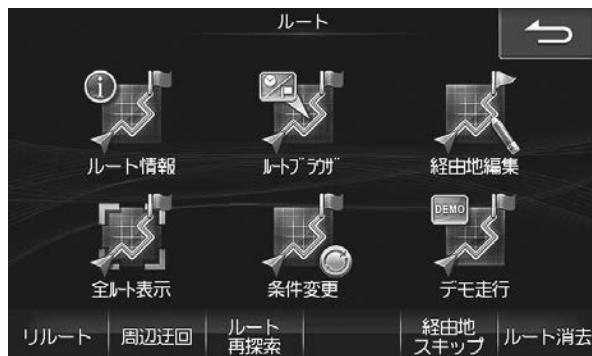 ルート
ルート情報
ﾙｰﾄﾌﾞﾗｳｻﾞ
経由地編集
DEMO
全ﾙｰﾄ表示
条件変更
デモ走行
リルート
周辺迂回
ルート
再探索
経由地
スキップ
ルート消去